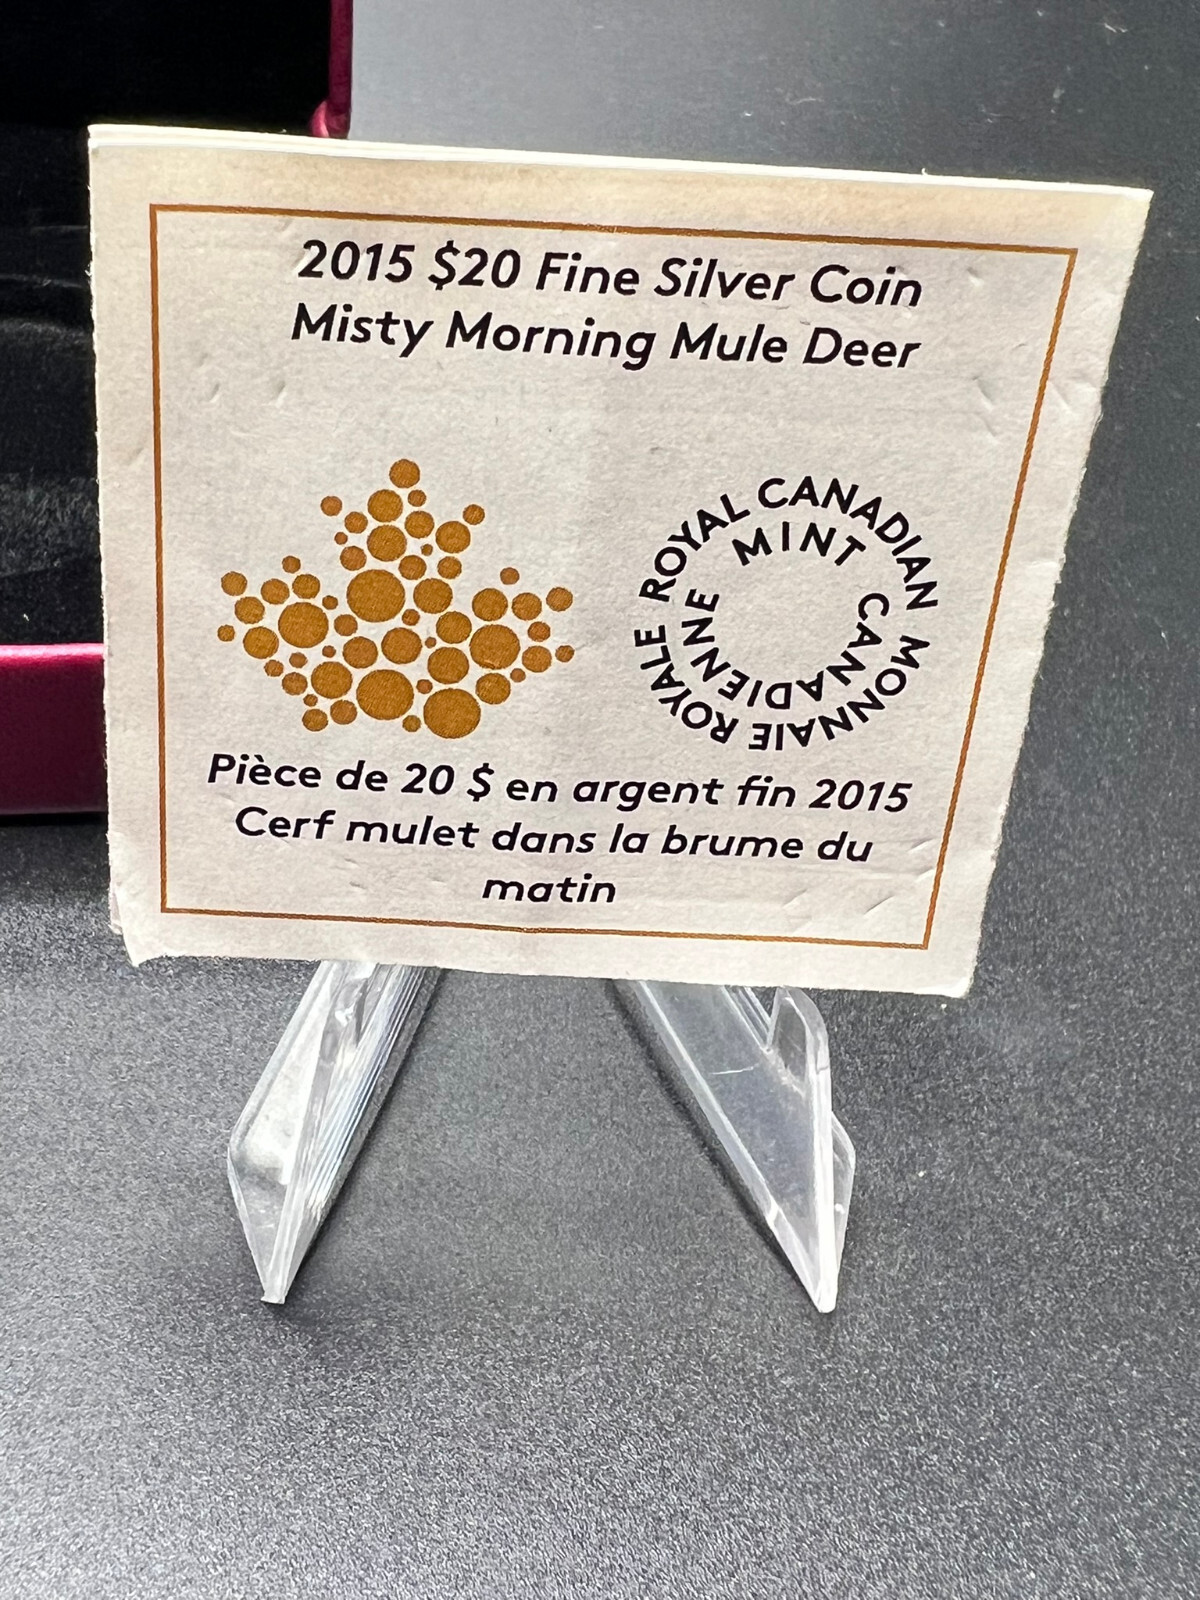 2015 $20 Fine Silver Coin
Misty Morning Mule Deer
ROYAL CANADIAN MINT
MONNAIE ROYALE CANADIENNE
Pièce de 20 $ en argent fin 2015
Cerf mulet dans la brume du
matin